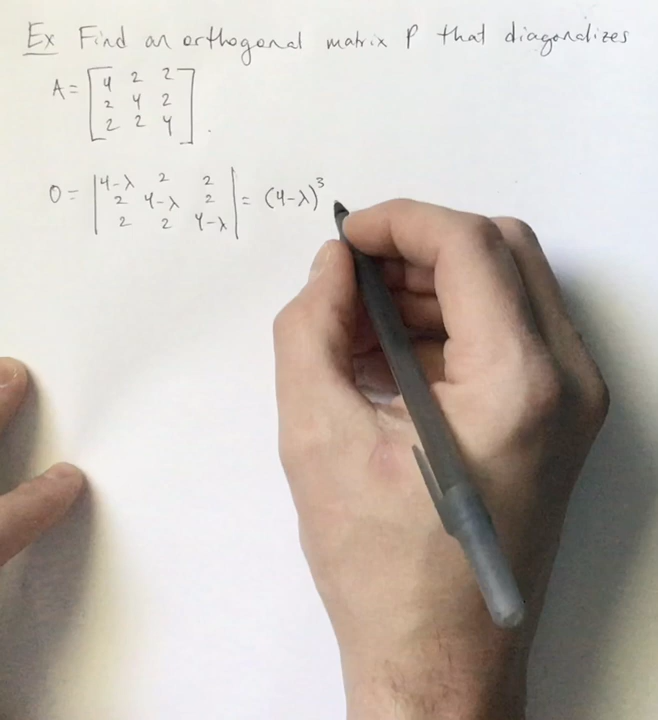 Ex Find an orthogonal matrix P that diagonalizes
A = [4 2 2
2 4 2
2 2 4].
0 = |4-λ 2 2
2 4-λ 2
2 2 4-λ| = (4-λ)³